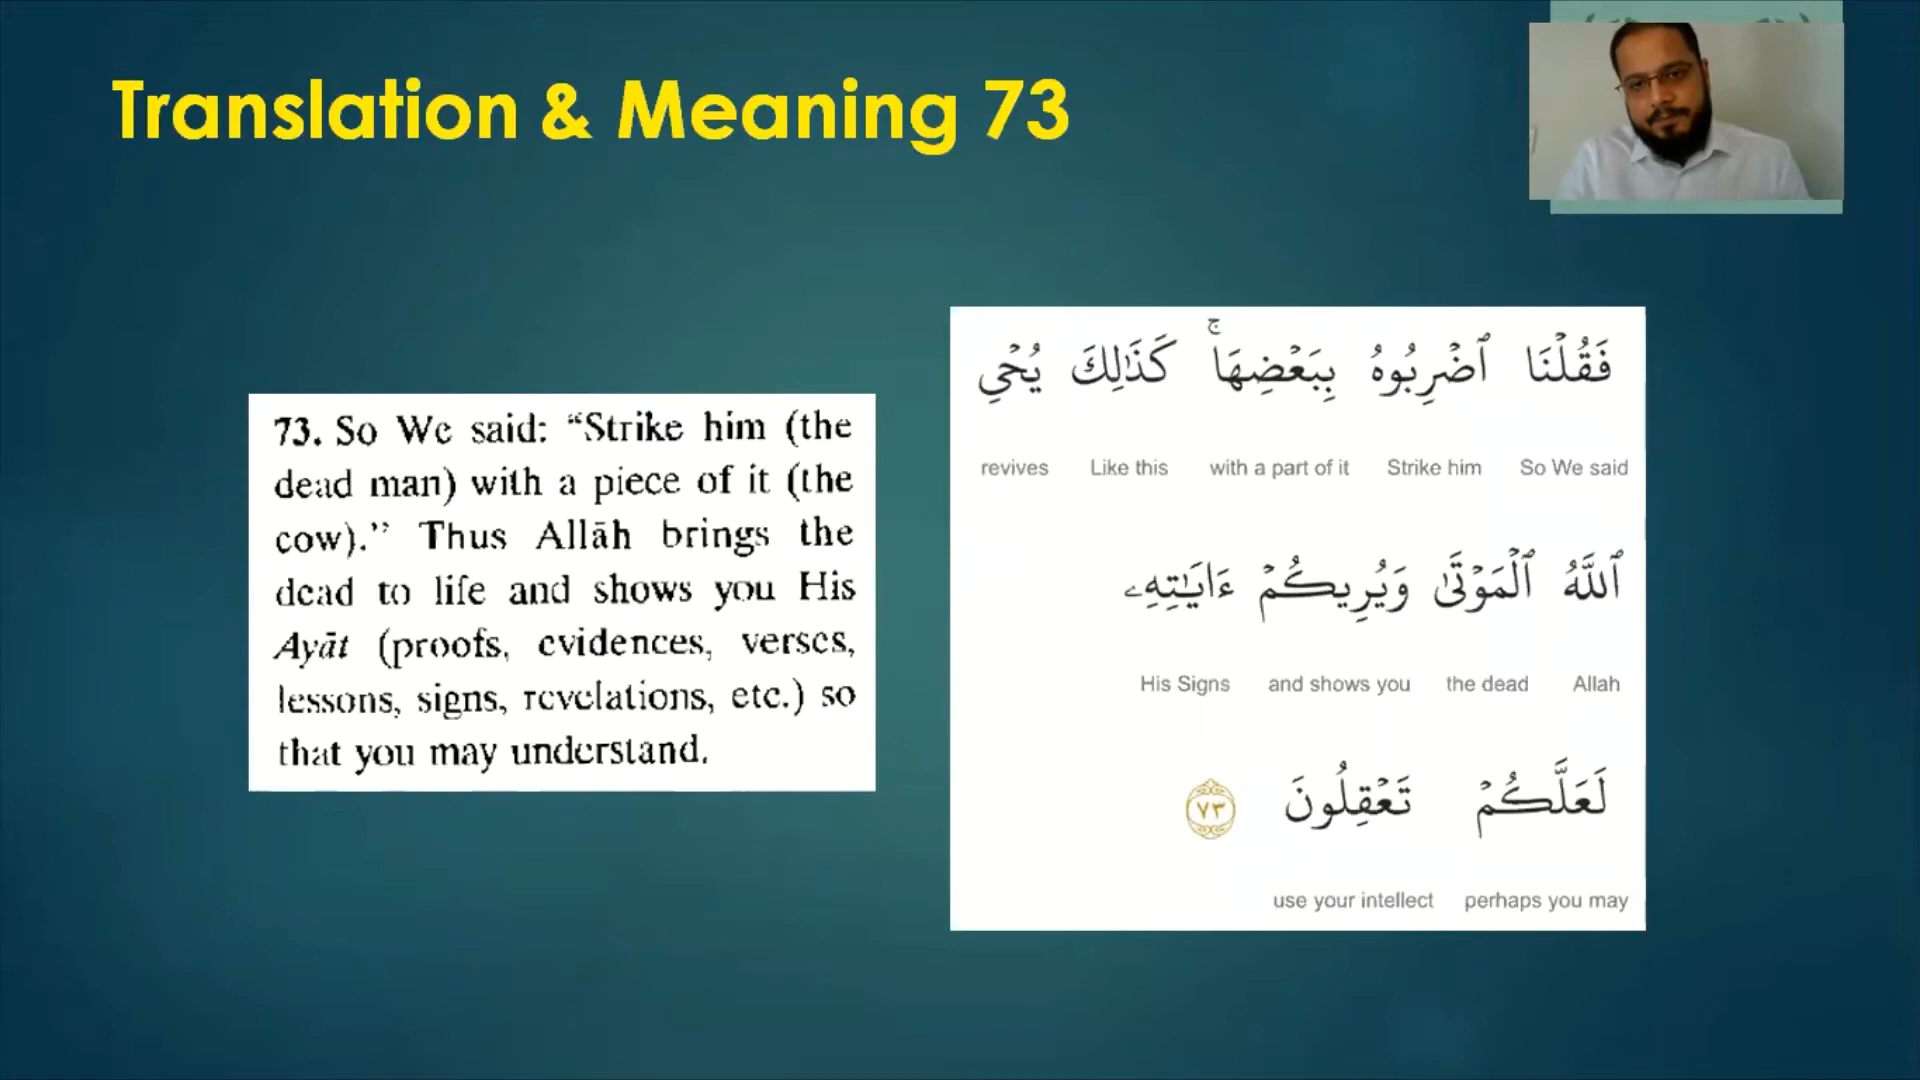 Translation & Meaning 73
73. So We said: “Strike him (the
dead man) with a piece of it (the
cow).” Thus Allāh brings the
dead to life and shows you His
Ayāt (proofs, evidences, verses,
lessons, signs, revelations, etc.) so
that you may understand.
فَقُلْنَا ٱضْرِبُوهُ بِبَعْضِهَا ۚ كَذَٰلِكَ يُحْىِ
revives Like this with a part of it Strike him So We said
ٱللَّهُ ٱلْمَوْتَىٰ وَيُرِيكُمْ ءَايَـٰتِهِۦ
His Signs and shows you the dead Allah
لَعَلَّكُمْ تَعْقِلُونَ ٧٣
use your intellect perhaps you may